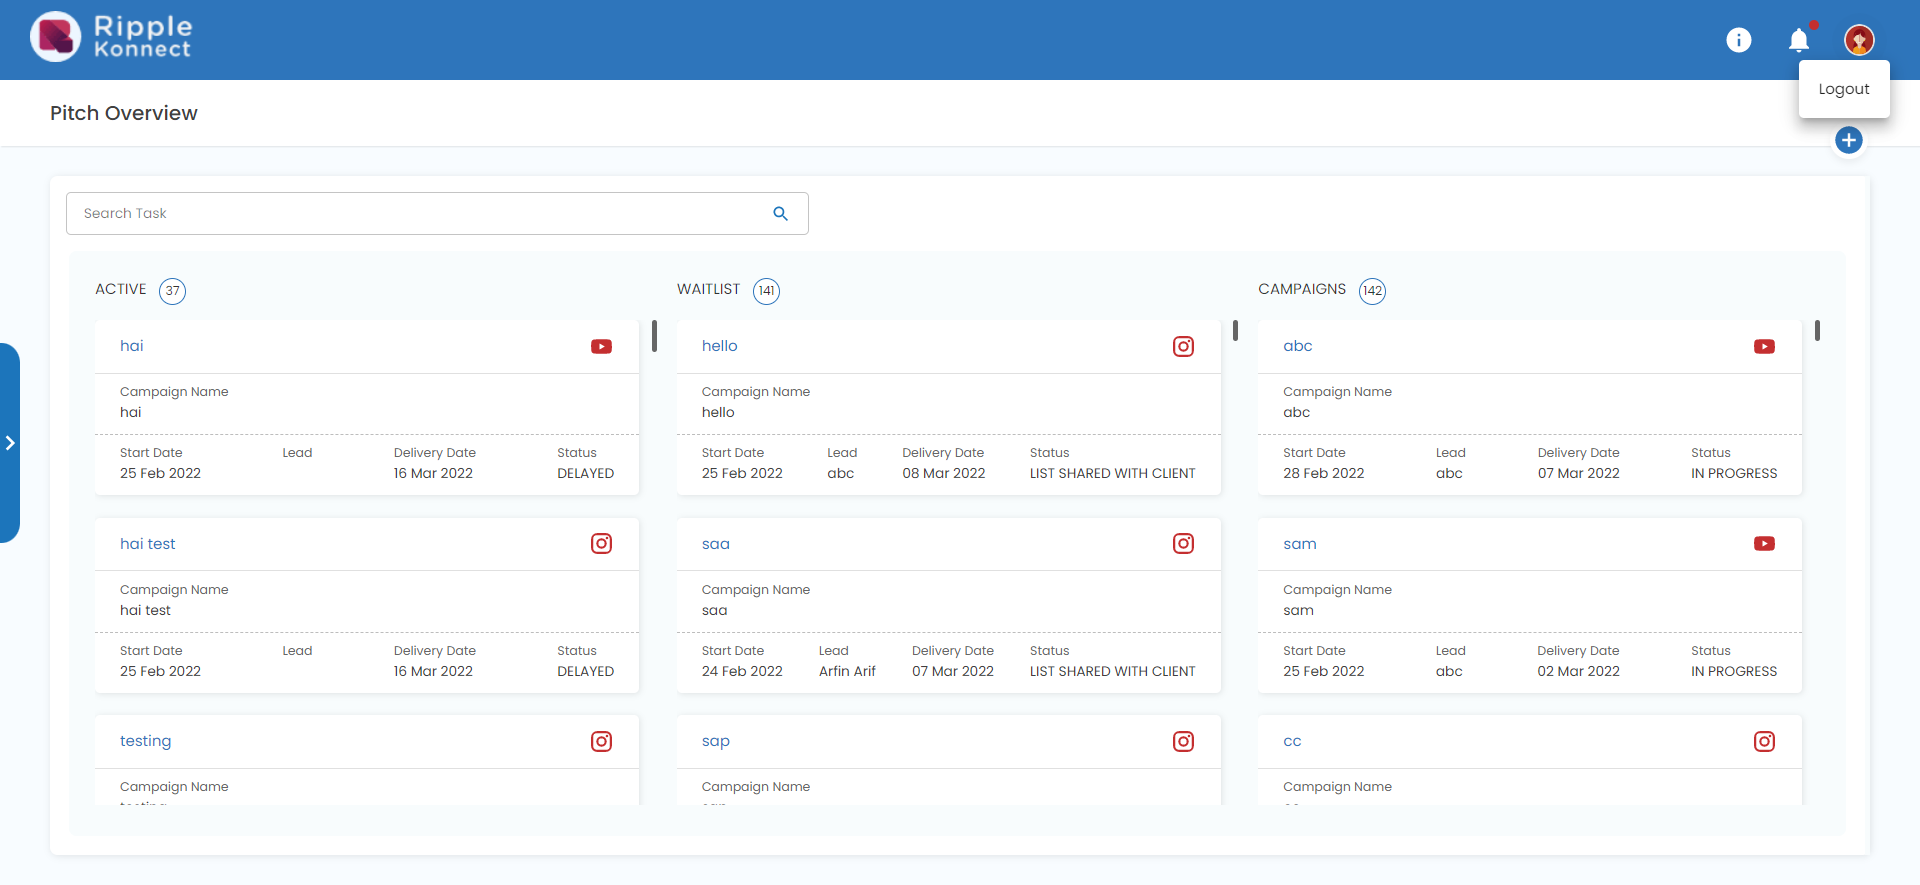 Ripple
Konnect
Logout
Pitch Overview
Search Task
ACTIVE 37
hai
Campaign Name
hai
Start Date Lead Delivery Date Status
25 Feb 2022 16 Mar 2022 DELAYED
hai test
Campaign Name
hai test
Start Date Lead Delivery Date Status
25 Feb 2022 16 Mar 2022 DELAYED
testing
Campaign Name
testing
WAITLIST 141
hello
Campaign Name
hello
Start Date Lead Delivery Date Status
25 Feb 2022 abc 08 Mar 2022 LIST SHARED WITH CLIENT
saa
Campaign Name
saa
Start Date Lead Delivery Date Status
24 Feb 2022 Arfin Arif 07 Mar 2022 LIST SHARED WITH CLIENT
sap
Campaign Name
CAMPAIGNS 142
abc
Campaign Name
abc
Start Date Lead Delivery Date Status
28 Feb 2022 abc 07 Mar 2022 IN PROGRESS
sam
Campaign Name
sam
Start Date Lead Delivery Date Status
25 Feb 2022 abc 02 Mar 2022 IN PROGRESS
cc
Campaign Name